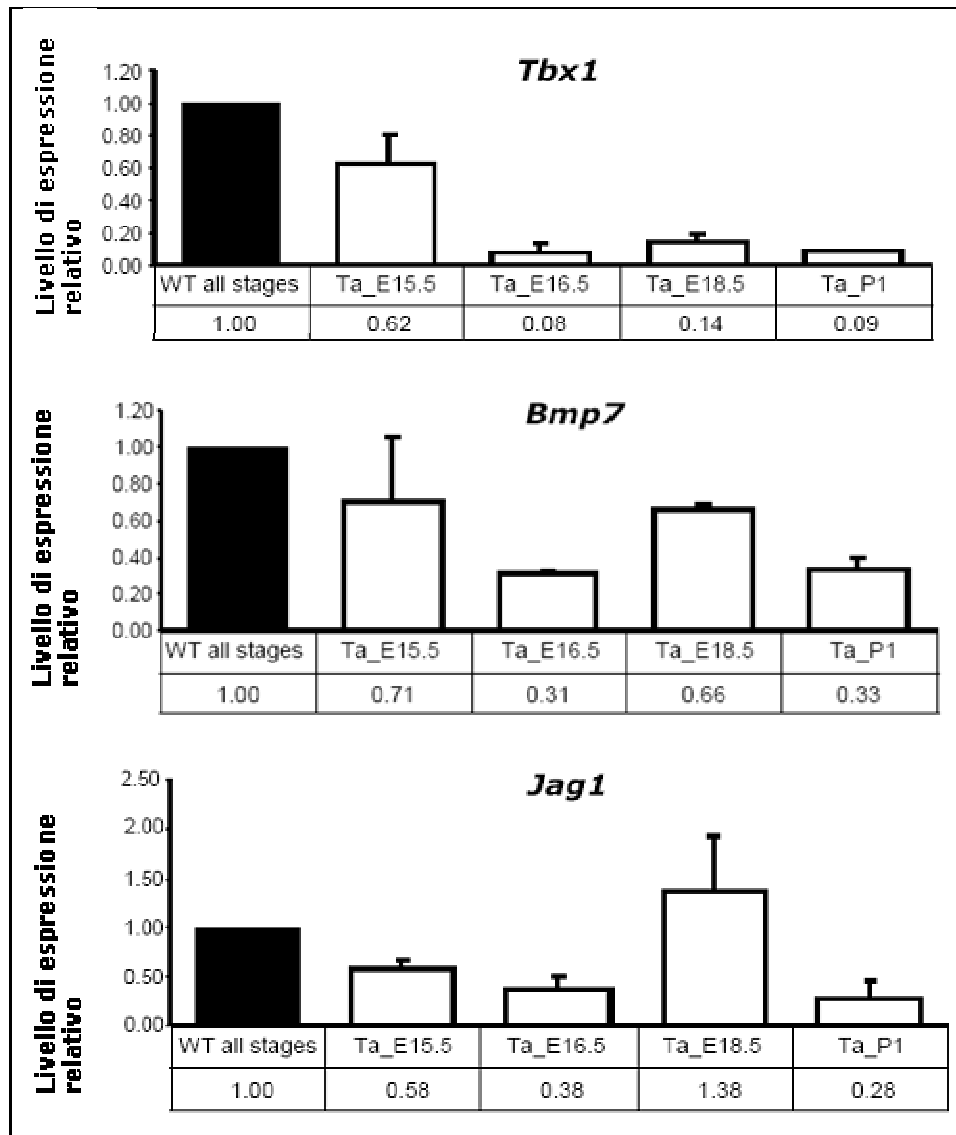 Tbx1
Livello di espressione
relativo
1.20
1.00
0.80
0.60
0.40
0.20
0.00
WT all stages Ta_E15.5 Ta_E16.5 Ta_E18.5 Ta_P1
1.00 0.62 0.08 0.14 0.09
Bmp7
Livello di espressione
relativo
1.20
1.00
0.80
0.60
0.40
0.20
0.00
WT all stages Ta_E15.5 Ta_E16.5 Ta_E18.5 Ta_P1
1.00 0.71 0.31 0.66 0.33
Jag1
Livello di espressione
relativo
2.50
2.00
1.50
1.00
0.50
0.00
WT all stages Ta_E15.5 Ta_E16.5 Ta_E18.5 Ta_P1
1.00 0.58 0.38 1.38 0.28